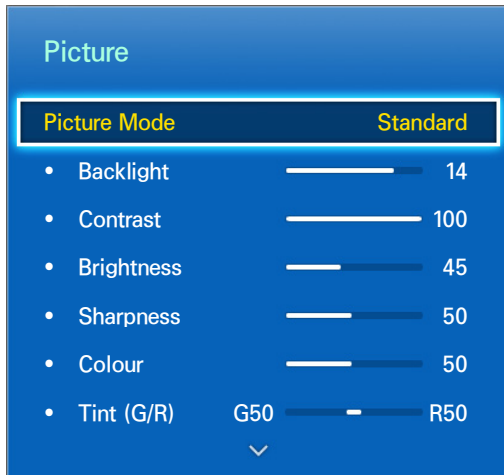 Picture
Picture Mode Standard
• Backlight 14
• Contrast 100
• Brightness 45
• Sharpness 50
• Colour 50
• Tint (G/R) G50 R50